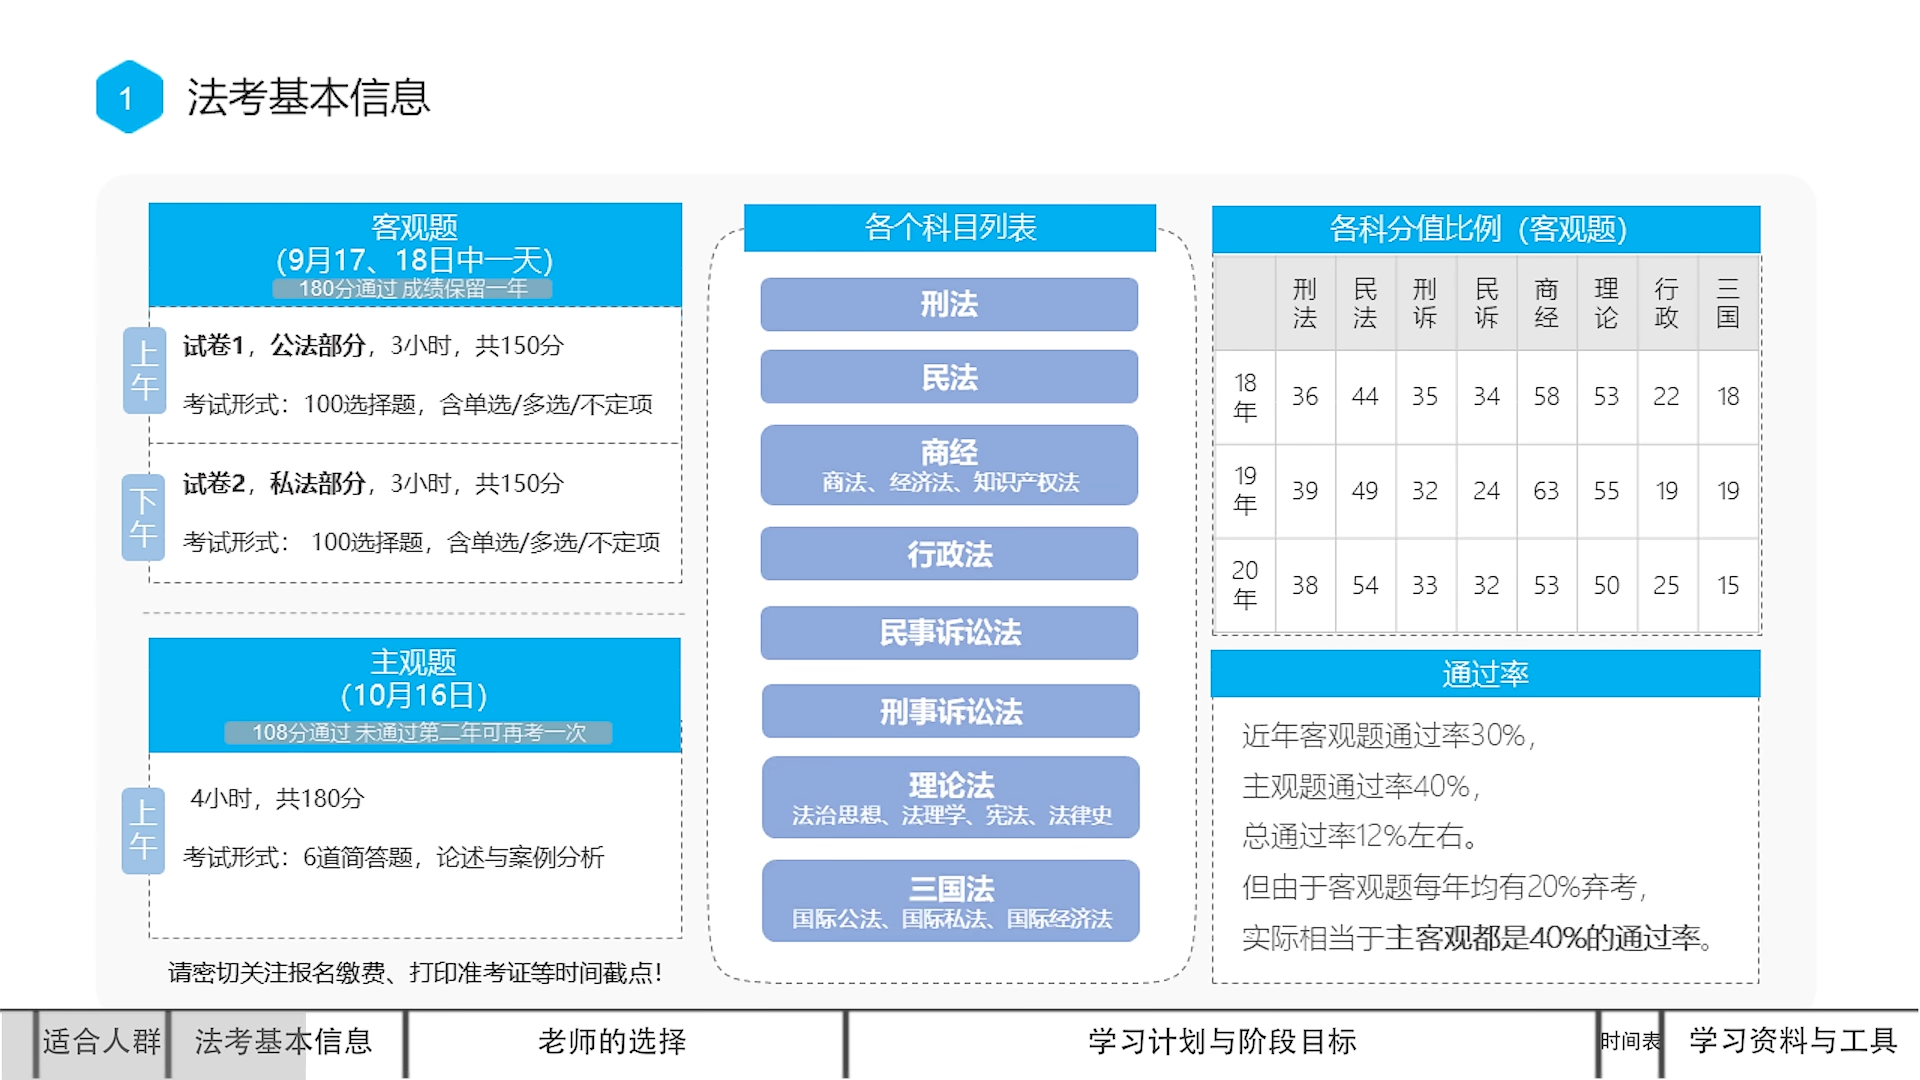 1
法考基本信息
客观题
(9月17、18日中一天)
180分通过 成绩保留一年
上午
试卷1，公法部分，3小时，共150分
考试形式：100选择题，含单选/多选/不定项
下午
试卷2，私法部分，3小时，共150分
考试形式： 100选择题，含单选/多选/不定项
主观题
(10月16日)
108分通过 未通过第二年可再考一次
上午
4小时，共180分
考试形式：6道简答题，论述与案例分析
请密切关注报名缴费、打印准考证等时间截点！
各个科目列表
刑法
民法
商经
商法、经济法、知识产权法
行政法
民事诉讼法
刑事诉讼法
理论法
法治思想、法理学、宪法、法律史
三国法
国际公法、国际私法、国际经济法
各科分值比例（客观题）
刑法 民法 刑诉 民诉 商经 理论 行政 三国
18年 36 44 35 34 58 53 22 18
19年 39 49 32 24 63 55 19 19
20年 38 54 33 32 53 50 25 15
通过率
近年客观题通过率30%，
主观题通过率40%，
总通过率12%左右。
但由于客观题每年均有20%弃考，
实际相当于主客观都是40%的通过率。
适合人群 法考基本信息 老师的选择 学习计划与阶段目标 时间表 学习资料与工具